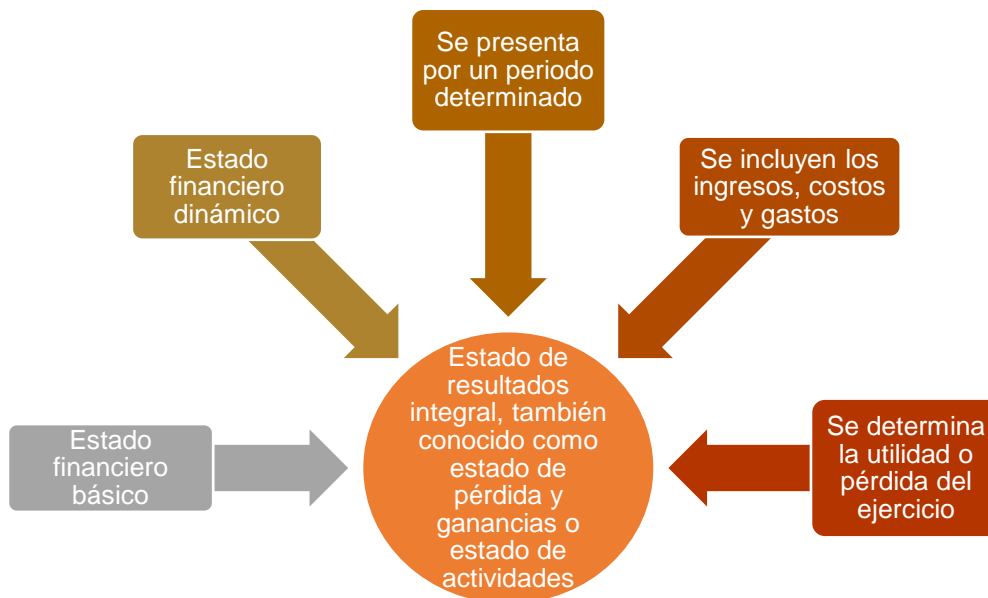 Se presenta
por un periodo
determinado
Estado
financiero
dinámico
Se incluyen los
ingresos, costos
y gastos
Estado
financiero
básico
Estado de
resultados
integral, también
conocido como
estado de
pérdida y
ganancias o
estado de
actividades
Se determina
la utilidad o
pérdida del
ejercicio